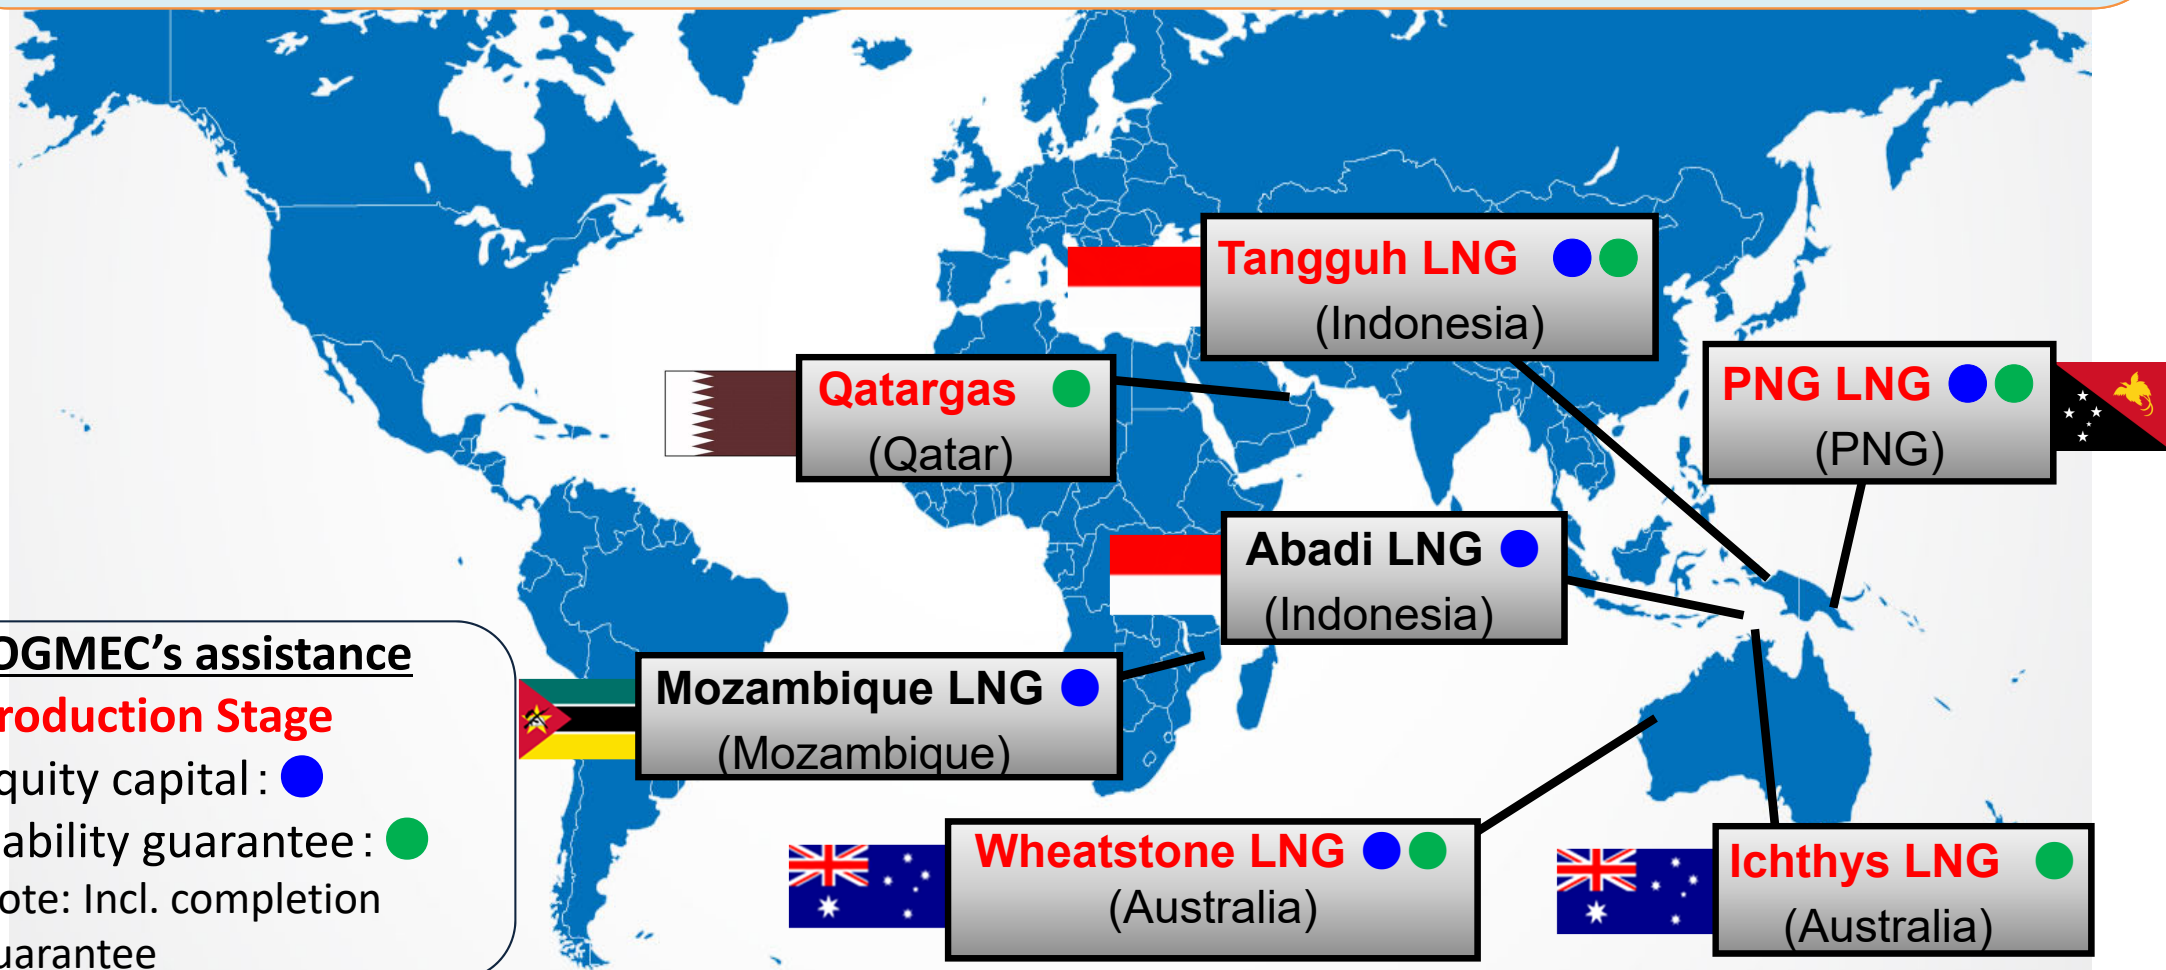 Tangguh LNG
(Indonesia)
Qatargas
(Qatar)
PNG LNG
(PNG)
Abadi LNG
(Indonesia)
Mozambique LNG
(Mozambique)
Wheatstone LNG
(Australia)
Ichthys LNG
(Australia)
OGMEC’s assistance
roduction Stage
quity capital :
ability guarantee :
ote: Incl. completion
uarantee